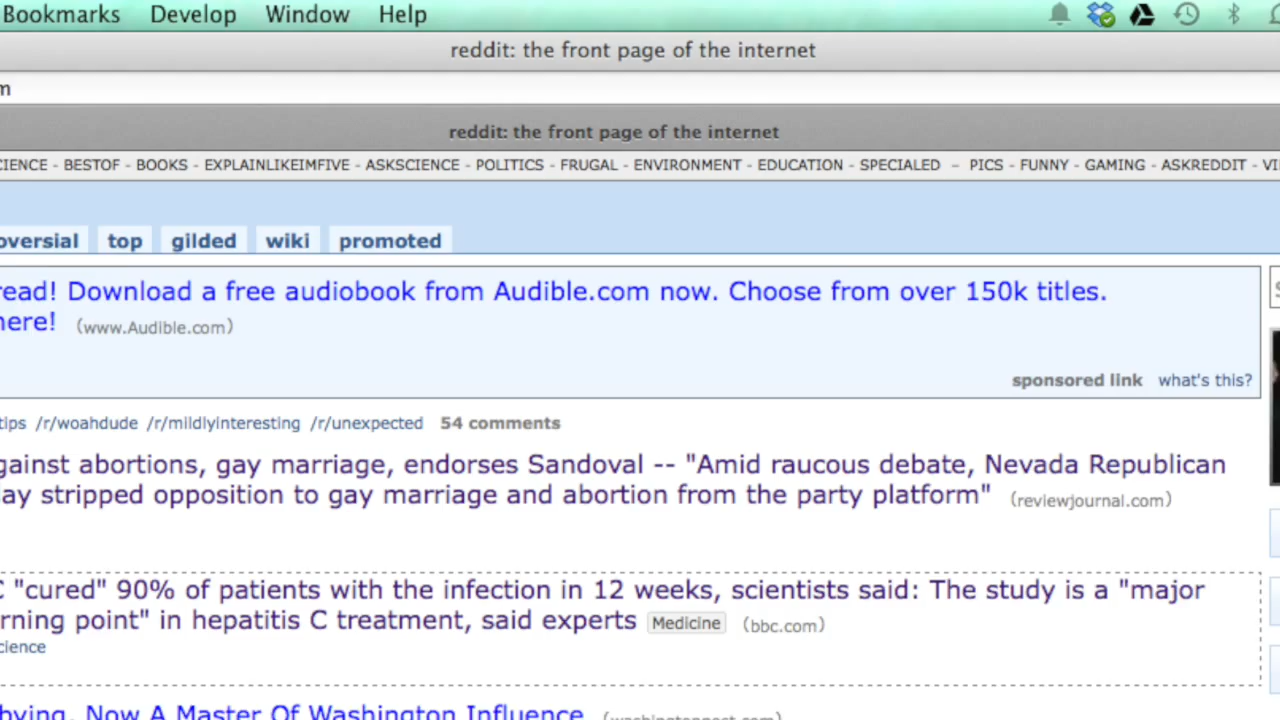 Bookmarks Develop Window Help
reddit: the front page of the internet
m
reddit: the front page of the internet
CIENCE - BESTOF - BOOKS - EXPLAINLIKEIMFIVE - ASKSCIENCE - POLITICS - FRUGAL - ENVIRONMENT - EDUCATION - SPECIALED – PICS - FUNNY - GAMING - ASKREDDIT - VI
oversial top gilded wiki promoted
read! Download a free audiobook from Audible.com now. Choose from over 150k titles.
here! (www.Audible.com)
sponsored link what's this?
tips /r/woahdude /r/mildlyinteresting /r/unexpected 54 comments
gainst abortions, gay marriage, endorses Sandoval -- "Amid raucous debate, Nevada Republican
ay stripped opposition to gay marriage and abortion from the party platform" (reviewjournal.com)
C "cured" 90% of patients with the infection in 12 weeks, scientists said: The study is a "major
rning point" in hepatitis C treatment, said experts Medicine (bbc.com)
cience
bying, Now A Master Of Washington Influence (washingtonpost.com)